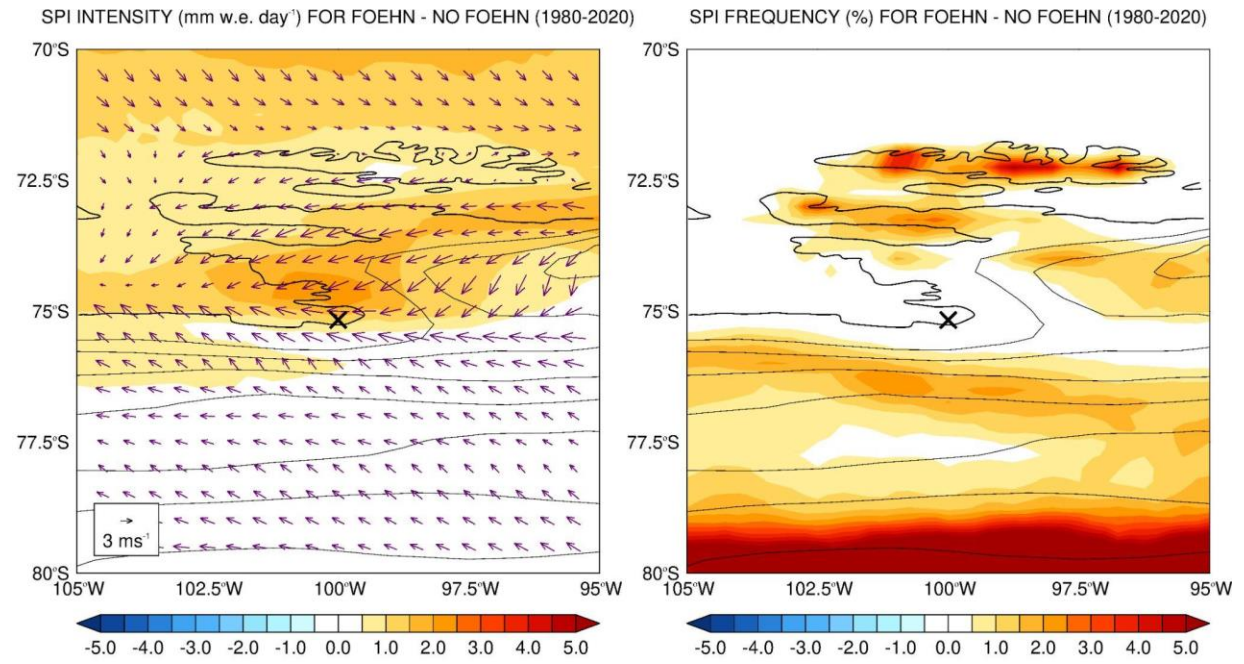 SPI INTENSITY (mm w.e. day⁻¹) FOR FOEHN - NO FOEHN (1980-2020)
70°S
72.5°S
75°S
77.5°S
80°S
3 ms⁻¹
105°W 102.5°W 100°W 97.5°W 95°W
-5.0 -4.0 -3.0 -2.0 -1.0 0.0 0.0 1.0 2.0 3.0 4.0 5.0
SPI FREQUENCY (%) FOR FOEHN - NO FOEHN (1980-2020)
70°S
72.5°S
75°S
77.5°S
80°S
105°W 102.5°W 100°W 97.5°W 95°W
-5.0 -4.0 -3.0 -2.0 -1.0 0.0 0.0 1.0 2.0 3.0 4.0 5.0